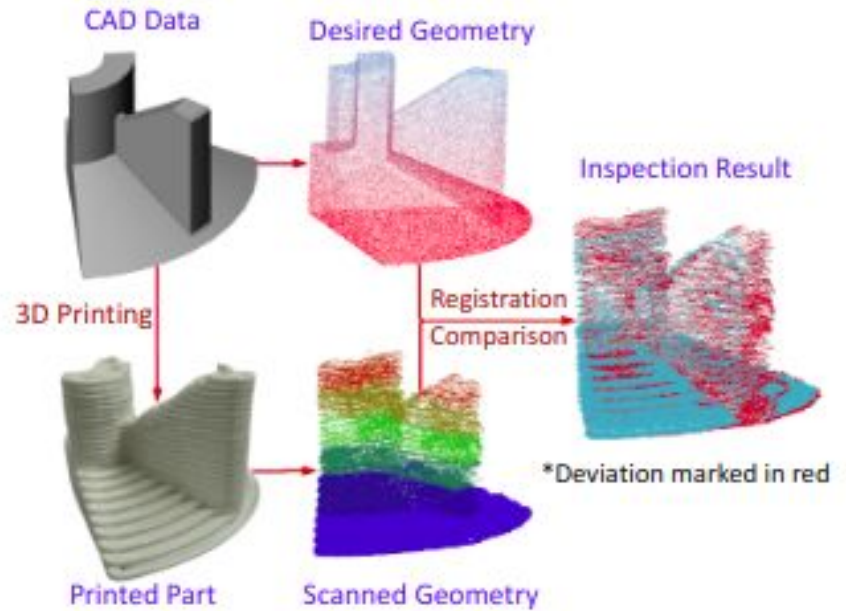 CAD Data
Desired Geometry
Inspection Result
3D Printing
Registration
Comparison
*Deviation marked in red
Printed Part
Scanned Geometry